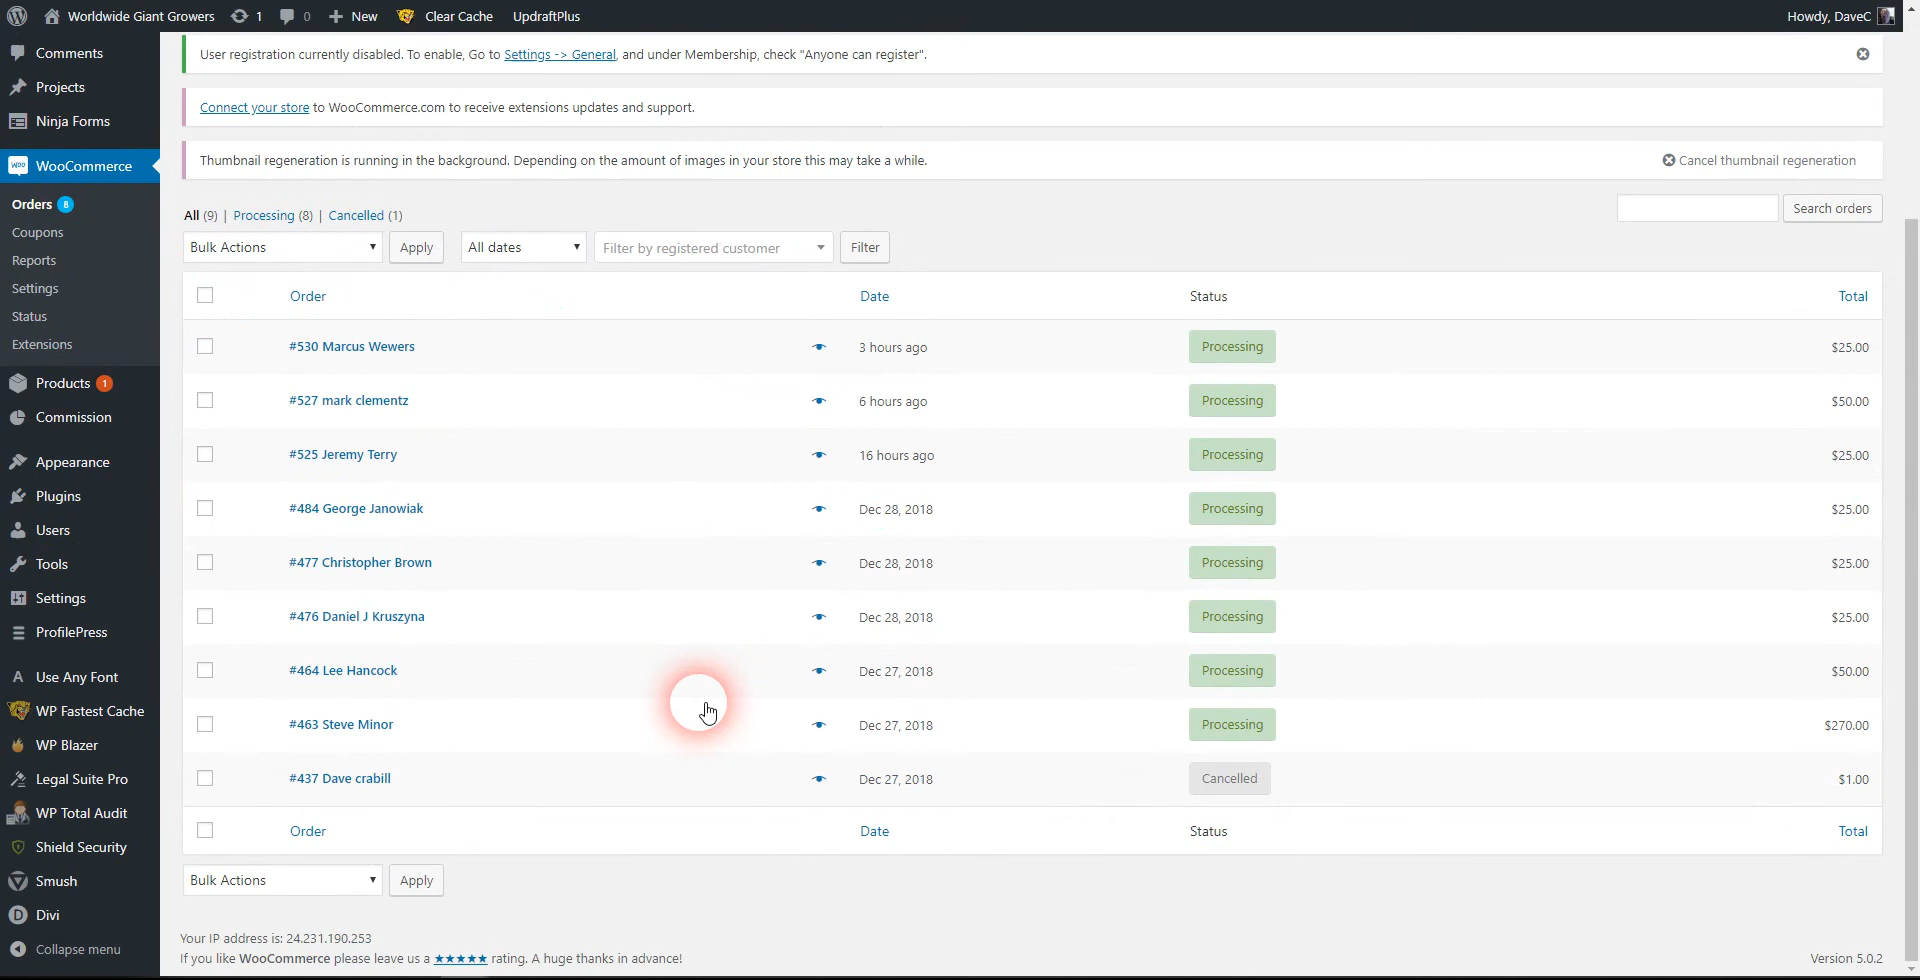 Worldwide Giant Growers 1 0 New Clear Cache UpdraftPlus Howdy, DaveC
Comments
Projects
Ninja Forms
WooCommerce
Orders 8
Coupons
Reports
Settings
Status
Extensions
Products 1
Commission
Appearance
Plugins
Users
Tools
Settings
ProfilePress
Use Any Font
WP Fastest Cache
WP Blazer
Legal Suite Pro
WP Total Audit
Shield Security
Smush
Divi
Collapse menu
User registration currently disabled. To enable, Go to Settings -> General, and under Membership, check "Anyone can register".
Connect your store to WooCommerce.com to receive extensions updates and support.
Thumbnail regeneration is running in the background. Depending on the amount of images in your store this may take a while. Cancel thumbnail regeneration
All (9) | Processing (8) | Cancelled (1) Search orders
Bulk Actions Apply All dates Filter by registered customer Filter
Order Date Status Total
#530 Marcus Wewers 3 hours ago Processing $25.00
#527 mark clementz 6 hours ago Processing $50.00
#525 Jeremy Terry 16 hours ago Processing $25.00
#484 George Janowiak Dec 28, 2018 Processing $25.00
#477 Christopher Brown Dec 28, 2018 Processing $25.00
#476 Daniel J Kruszyna Dec 28, 2018 Processing $25.00
#464 Lee Hancock Dec 27, 2018 Processing $50.00
#463 Steve Minor Dec 27, 2018 Processing $270.00
#437 Dave crabill Dec 27, 2018 Cancelled $1.00
Order Date Status Total
Bulk Actions Apply
Your IP address is: 24.231.190.253
If you like WooCommerce please leave us a ★★★★★ rating. A huge thanks in advance! Version 5.0.2